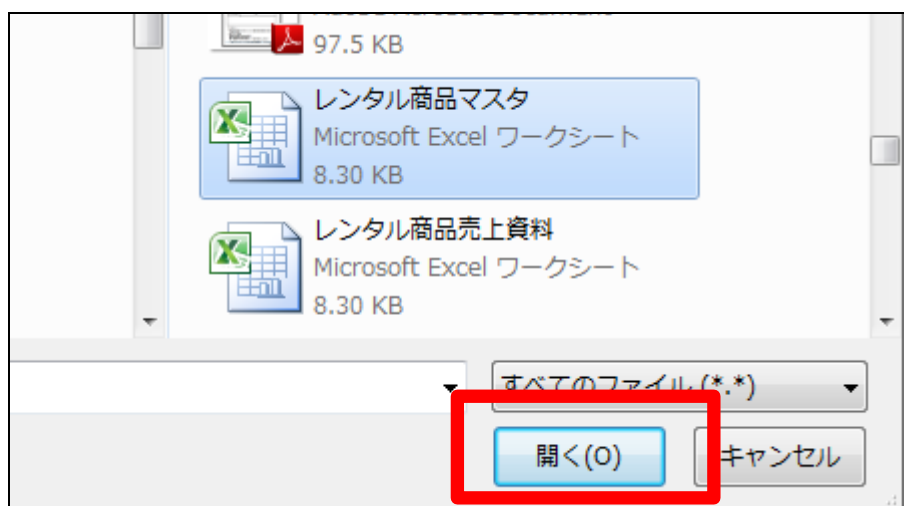 97.5 KB
レンタル商品マスタ
Microsoft Excel ワークシート
8.30 KB
レンタル商品売上資料
Microsoft Excel ワークシート
8.30 KB
すべてのファイル (*.*)
開く(O)
キャンセル